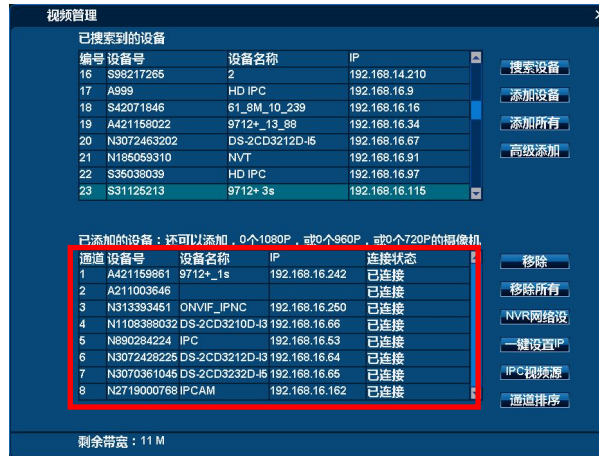 视频管理
已搜索到的设备
编号 设备号 设备名称 IP
16 S98217265 2 192.168.14.210
17 A999 HD IPC 192.168.16.9
18 S42071846 61_8M_10_239 192.168.16.16
19 A421158022 9712+_13_88 192.168.16.34
20 N3072463202 DS-2CD3212D-I5 192.168.16.67
21 N185059310 NVT 192.168.16.91
22 S35038039 HD IPC 192.168.16.97
23 S31125213 9712+ 3s 192.168.16.115
搜索设备
添加设备
添加所有
高级添加
已添加的设备：还可以添加，0个1080P，或0个960P，或0个720P的摄像机
通道 设备号 设备名称 IP 连接状态
1 A421159861 9712+_1s 192.168.16.242 已连接
2 A211003646 已连接
3 N313393451 ONVIF_IPNC 192.168.16.250 已连接
4 N1108388032 DS-2CD3210D-I3 192.168.16.66 已连接
5 N890284224 IPC 192.168.16.53 已连接
6 N3072428225 DS-2CD3212D-I3 192.168.16.64 已连接
7 N3070361045 DS-2CD3232D-I5 192.168.16.65 已连接
8 N2719000768 IPCAM 192.168.16.162 已连接
移除
移除所有
NVR网络设
一键设置IP
IPC视频源
通道排序
剩余带宽：11 M